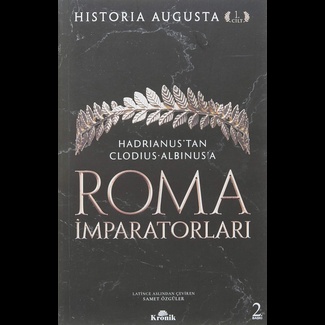 HISTORIA AUGUSTA
1. CİLT
HADRIANUS'TAN
CLODIUS-ALBINUS'A
ROMA
İMPARATORLARI
LATİNCE ASLINDAN ÇEVİREN
SAMET ÖZGÜLER
Kronik
2.
BASKI